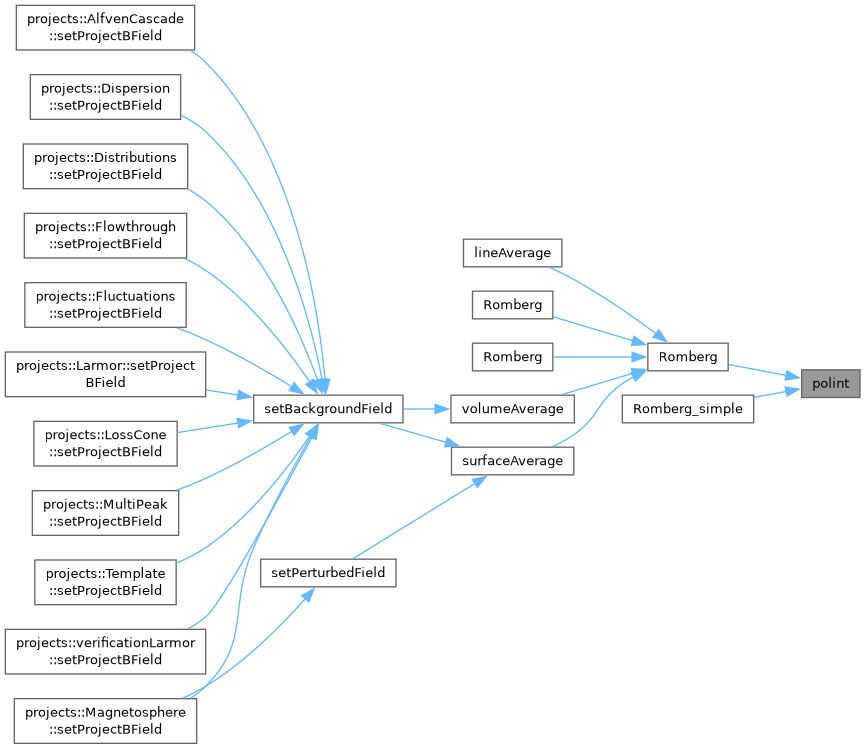 projects::AlfvenCascade
::setProjectBField
projects::Dispersion
::setProjectBField
projects::Distributions
::setProjectBField
projects::Flowthrough
::setProjectBField
projects::Fluctuations
::setProjectBField
projects::Larmor::setProject
BField
projects::LossCone
::setProjectBField
projects::MultiPeak
::setProjectBField
projects::Template
::setProjectBField
projects::verificationLarmor
::setProjectBField
projects::Magnetosphere
::setProjectBField
setBackgroundField
setPerturbedField
lineAverage
Romberg
Romberg
volumeAverage
surfaceAverage
Romberg
Romberg_simple
polint